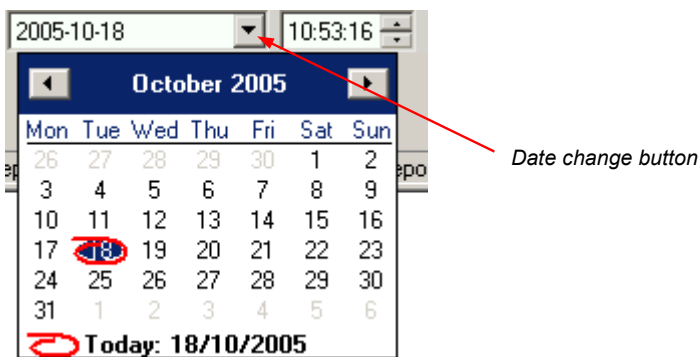 2005-10-18 10:53:16
October 2005
Mon Tue Wed Thu Fri Sat Sun
26 27 28 29 30 1 2
3 4 5 6 7 8 9
10 11 12 13 14 15 16
17 18 19 20 21 22 23
24 25 26 27 28 29 30
31 1 2 3 4 5 6
Today: 18/10/2005
Date change button